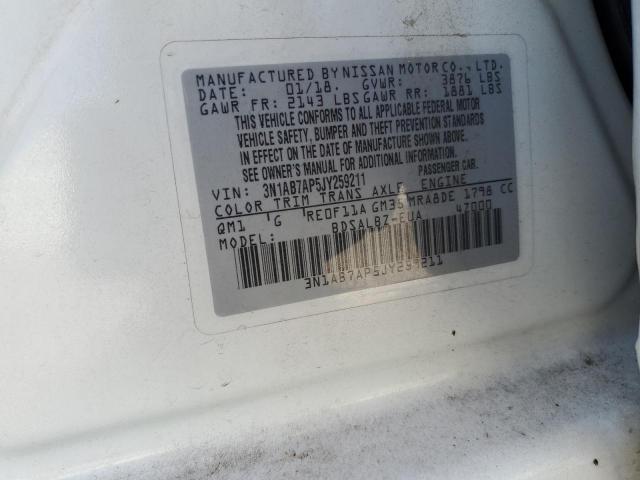 MANUFACTURED BY NISSAN MOTOR CO., LTD.
DATE: 01/18. GVWR: 3876 LBS
GAWR FR: 2143 LBS GAWR RR: 1881 LBS
THIS VEHICLE CONFORMS TO ALL APPLICABLE FEDERAL MOTOR
VEHICLE SAFETY, BUMPER AND THEFT PREVENTION STANDARDS
IN EFFECT ON THE DATE OF MANUFACTURE SHOWN ABOVE.
SEE OWNER'S MANUAL FOR ADDITIONAL INFORMATION.
VIN: 3N1AB7AP5JY259211 PASSENGER CAR
COLOR TRIM TRANS AXLE ENGINE
QM1 G RE0F11A GM35 MRA8DE 1798 CC
MODEL: BDSALB7-EUA 47000
3N1AB7AP5JY259211